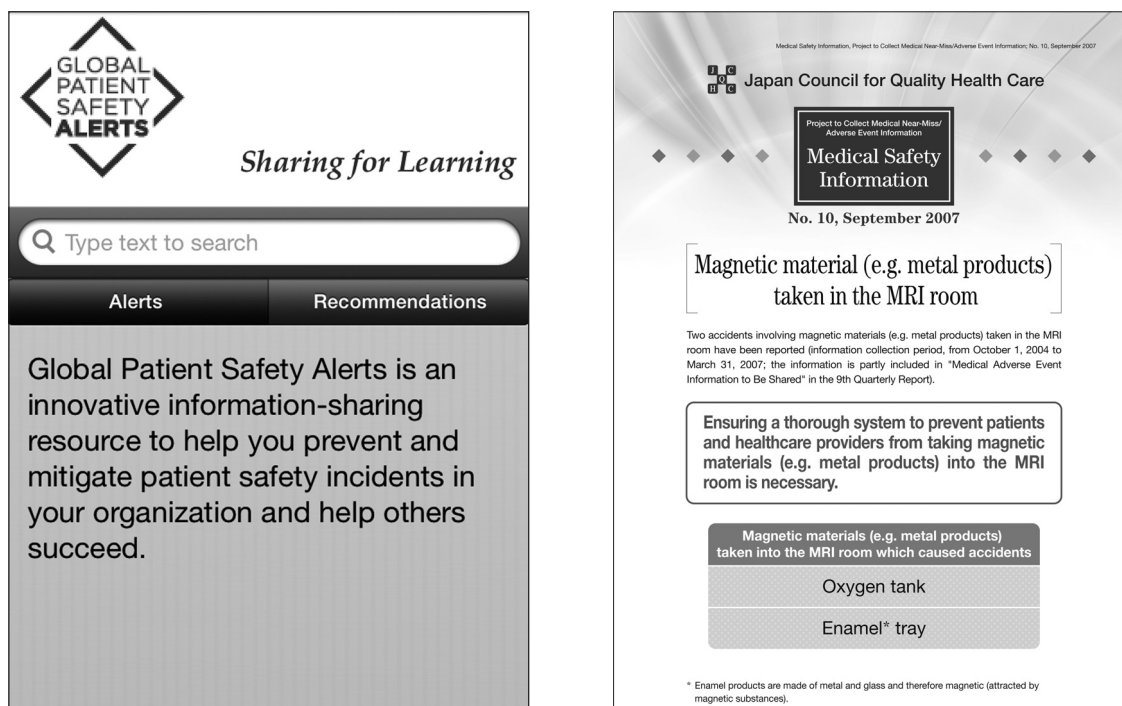 GLOBAL
PATIENT
SAFETY
ALERTS
Sharing for Learning
Type text to search
Alerts
Recommendations
Global Patient Safety Alerts is an
innovative information-sharing
resource to help you prevent and
mitigate patient safety incidents in
your organization and help others
succeed.
Medical Safety Information, Project to Collect Medical Near-Miss/Adverse Event Information; No. 10, September 2007
J C
Q
H C
Japan Council for Quality Health Care
Project to Collect Medical Near-Miss/
Adverse Event Information
Medical Safety
Information
No. 10, September 2007
Magnetic material (e.g. metal products)
taken in the MRI room
Two accidents involving magnetic materials (e.g. metal products) taken in the MRI
room have been reported (information collection period, from October 1, 2004 to
March 31, 2007; the information is partly included in "Medical Adverse Event
Information to Be Shared" in the 9th Quarterly Report).
Ensuring a thorough system to prevent patients
and healthcare providers from taking magnetic
materials (e.g. metal products) into the MRI
room is necessary.
Magnetic materials (e.g. metal products)
taken into the MRI room which caused accidents
Oxygen tank
Enamel* tray
* Enamel products are made of metal and glass and therefore magnetic (attracted by
magnetic substances).